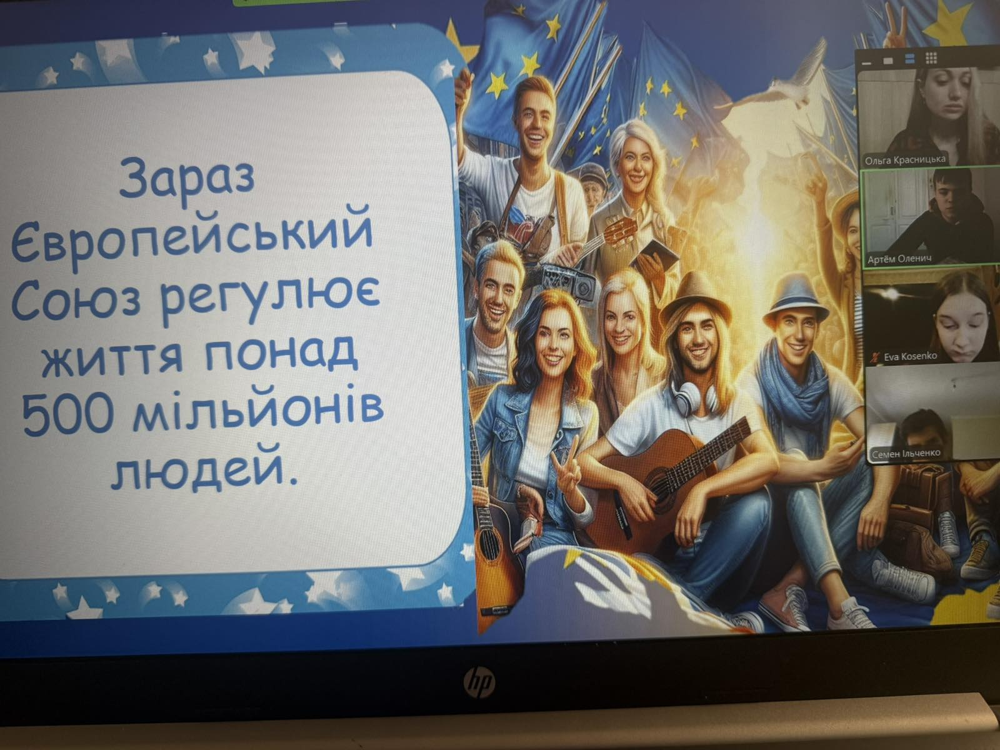 Зараз
Європейський
Союз регулює
життя понад
500 мільйонів
людей.
Ольга Красницька
Артём Оленич
Eva Kosenko
Семен Ільченко
hp